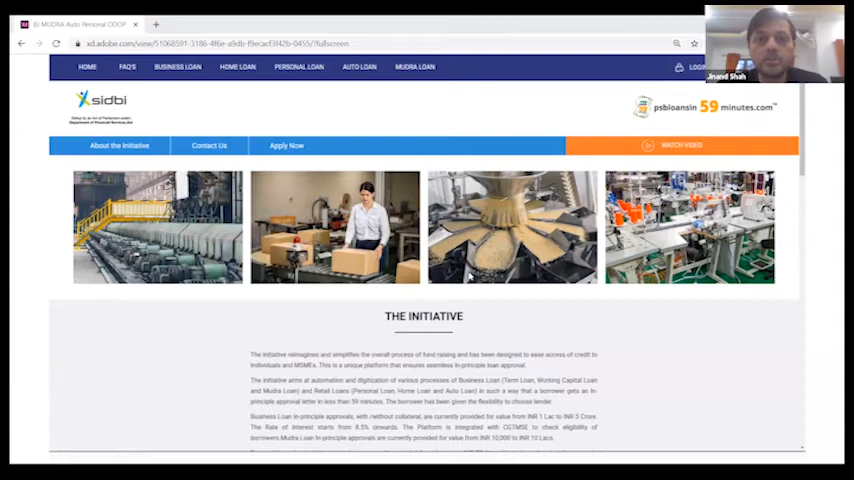 BJ MUDRA Auto Personal ODOP
xd.adobe.com/view/51068591-3186-4f6e-a9db-f9ecacf3f42b-0455/?fullscreen
Jinand Shah
HOME FAQ'S BUSINESS LOAN HOME LOAN PERSONAL LOAN AUTO LOAN MUDRA LOAN LOGIN
sidbi
psbloansin 59 minutes.com™
About the Initiative Contact Us Apply Now WATCH VIDEO
THE INITIATIVE
The initiative reimagines and simplifies the overall process of fund raising and has been designed to ease access of credit to
Individuals and MSMEs. This is a unique platform that ensures seamless In-principle loan approval.
The initiative aims at automation and digitization of various processes of Business Loan (Term Loan, Working Capital Loan
and Mudra Loan) and Retail Loans (Personal Loan, Home Loan and Auto Loan) in such a way that a borrower gets an In-
principle approval letter in less than 59 minutes. The borrower has been given the flexibility to choose lender.
Business Loan In-principle approvals, with /without collateral, are currently provided for value from INR 1 Lac to INR 5 Crore.
The Rate of Interest starts from 8.5% onwards. The Platform is integrated with CGTMSE to check eligibility of
borrowers.Mudra Loan In-principle approvals are currently provided for value from INR 10,000 to INR 10 Lacs.